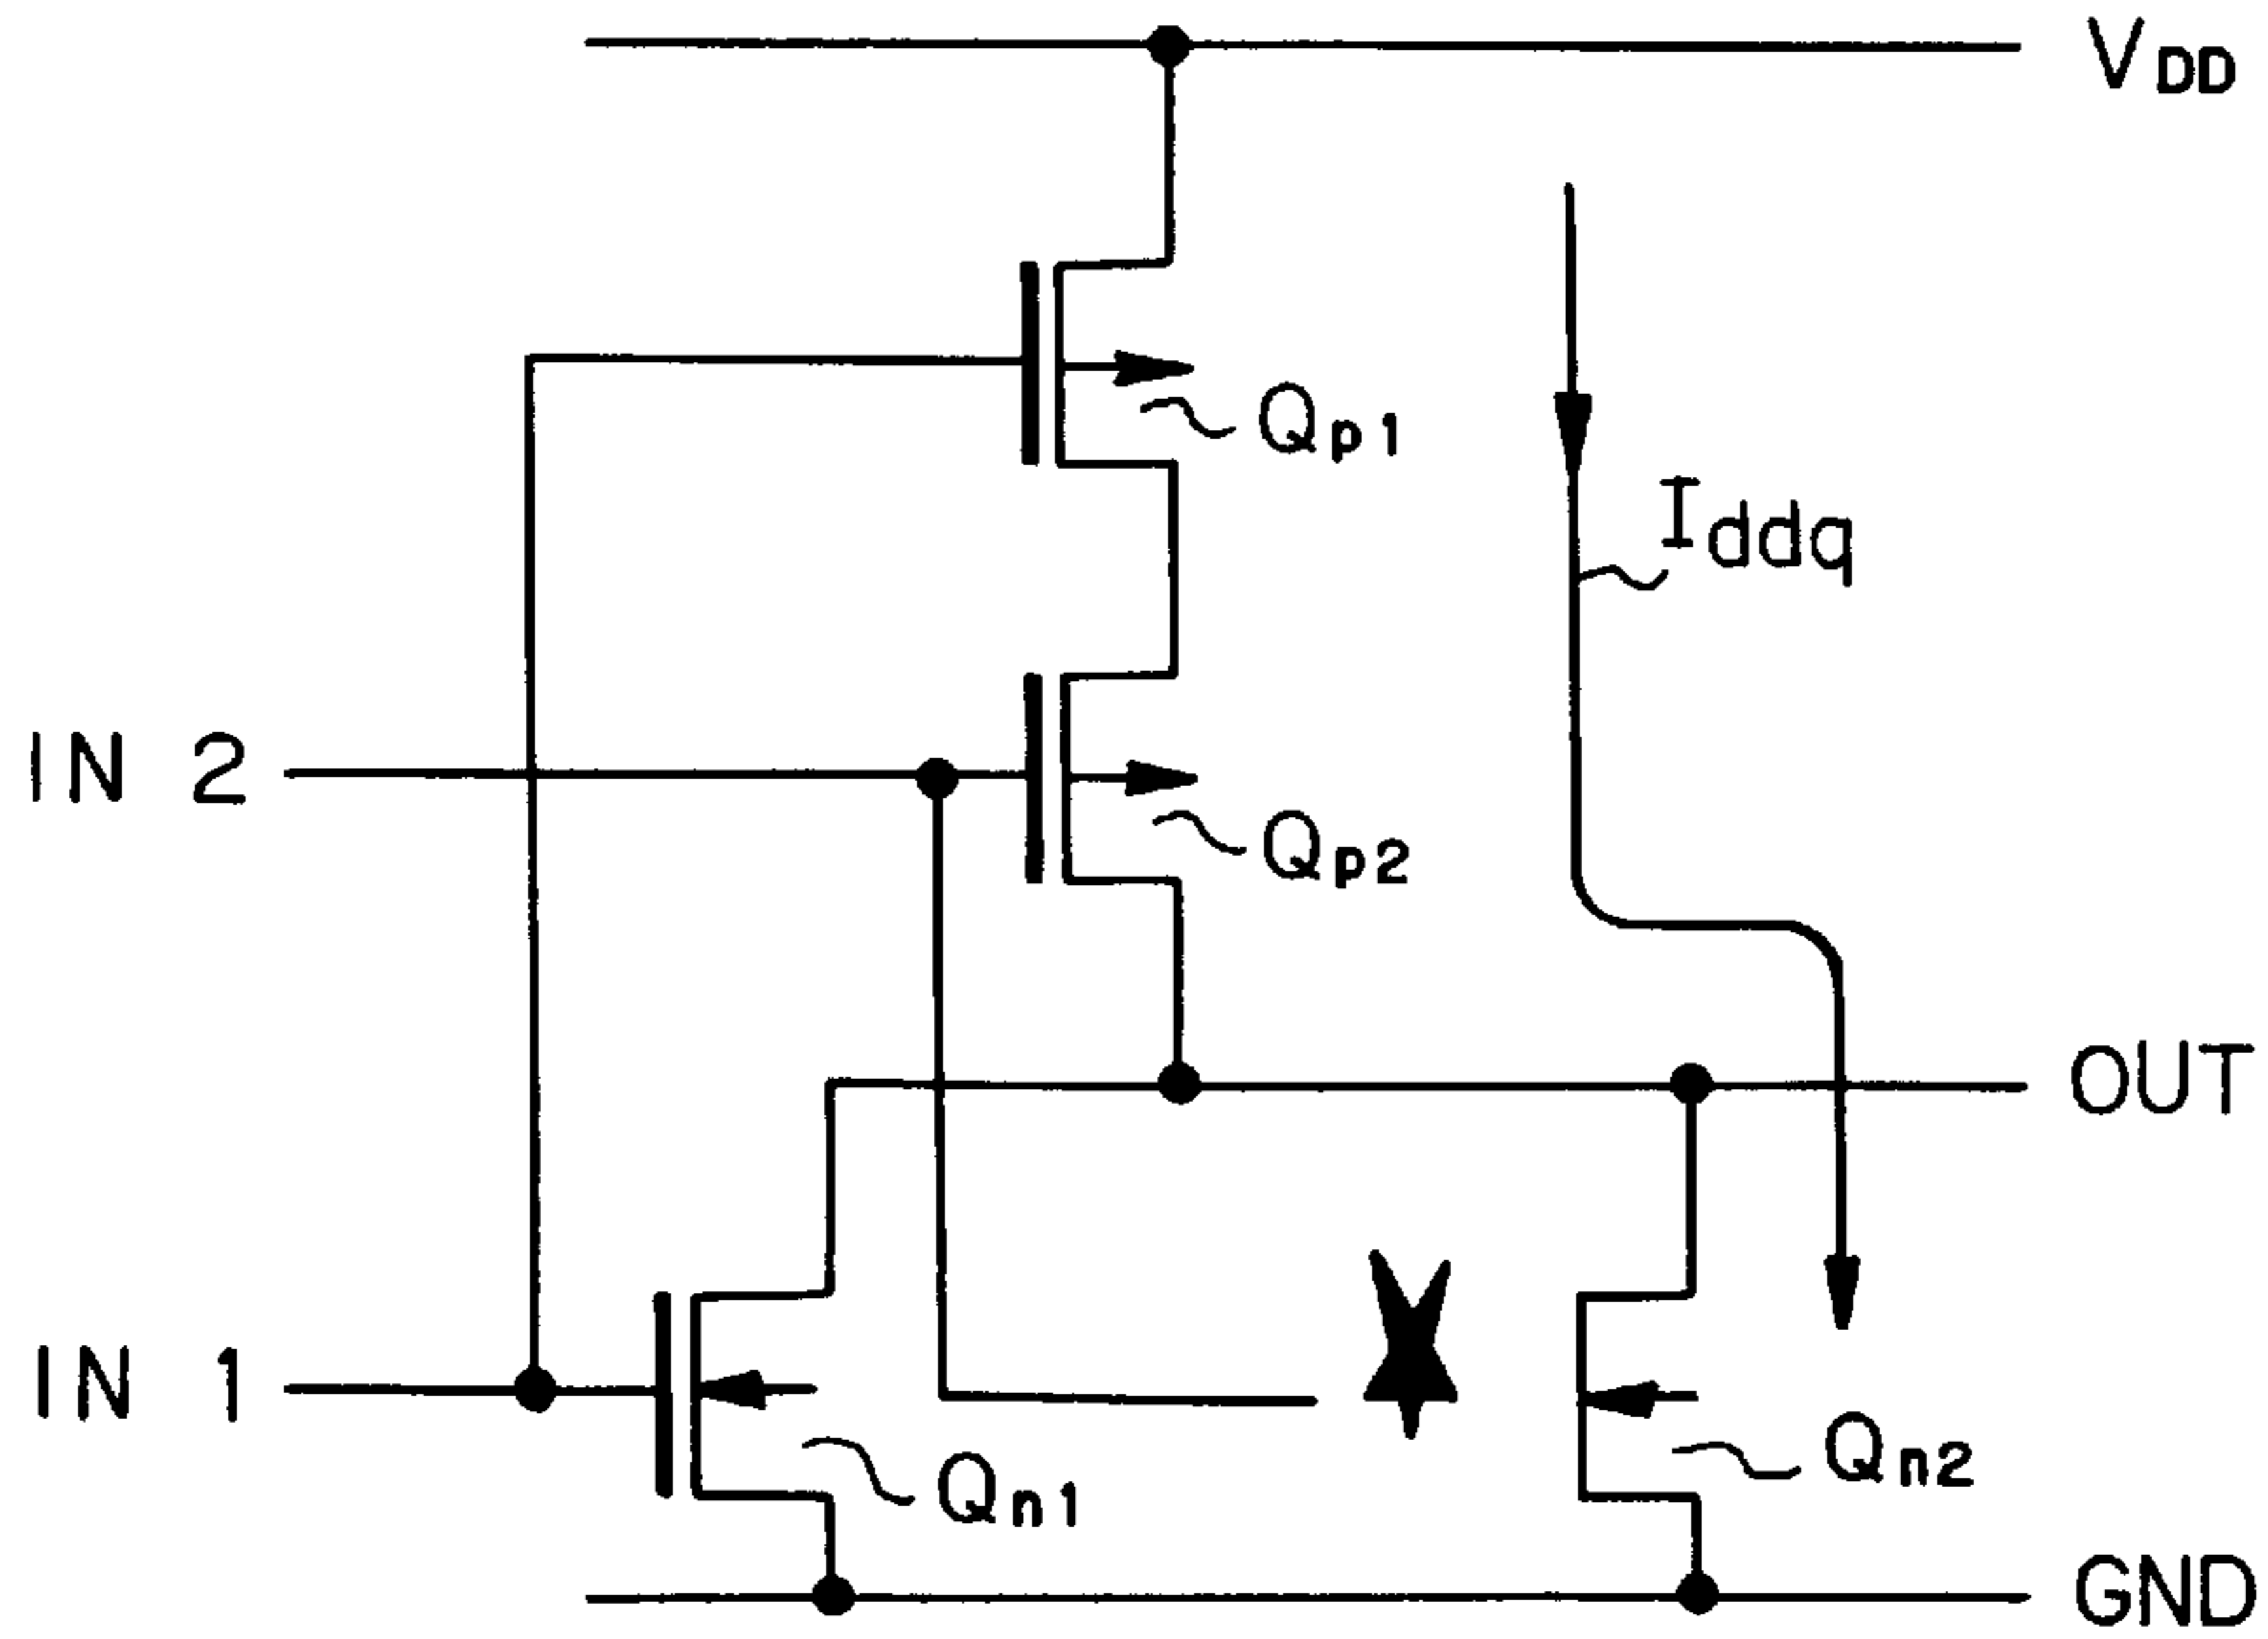 VDD
Qp1
Iddq
IN 2
Qp2
OUT
IN 1
Qn1
Qn2
GND